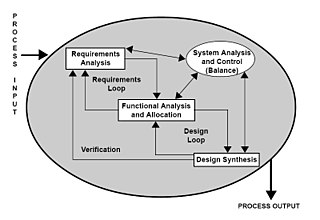 PROCESS INPUT
Requirements
Analysis
System Analysis
and Control
(Balance)
Requirements
Loop
Functional Analysis
and Allocation
Design
Loop
Verification
Design Synthesis
PROCESS OUTPUT